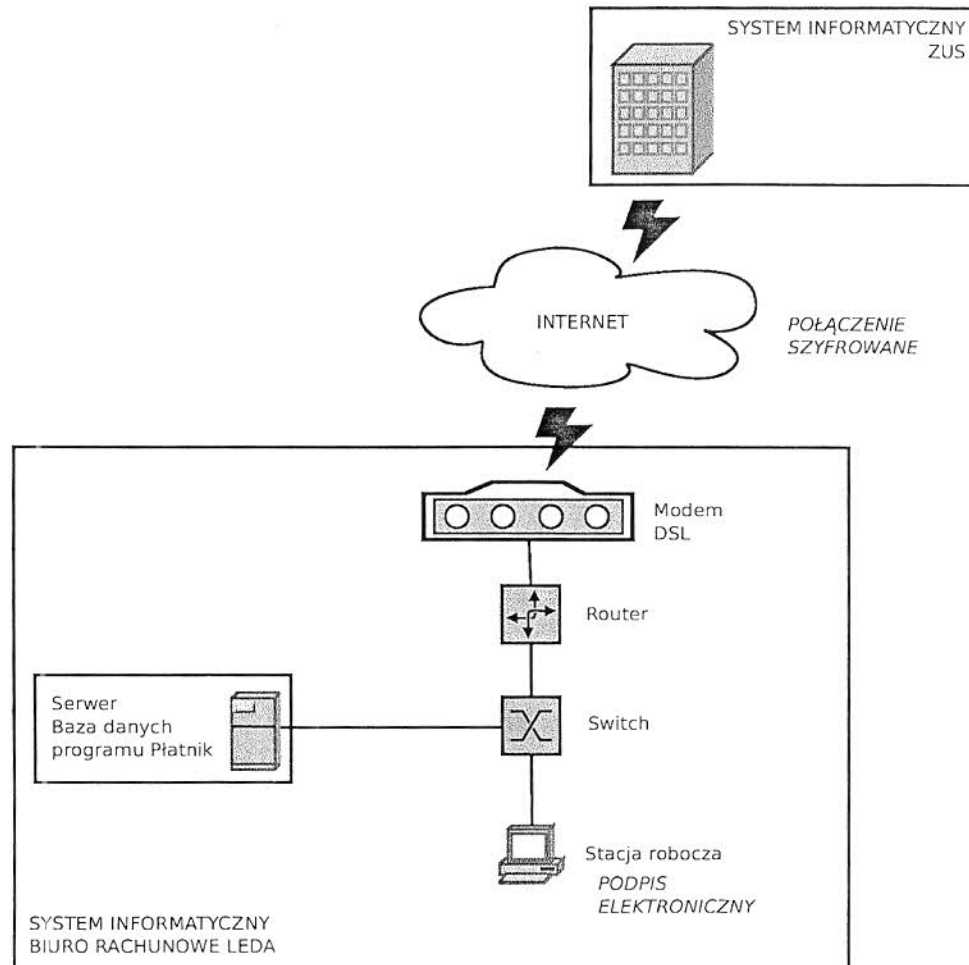 SYSTEM INFORMATYCZNY
ZUS
INTERNET
POŁĄCZENIE
SZYFROWANE
Modem
DSL
Router
Serwer
Baza danych
programu Płatnik
Switch
Stacja robocza
PODPIS
ELEKTRONICZNY
SYSTEM INFORMATYCZNY
BIURO RACHUNOWE LEDA